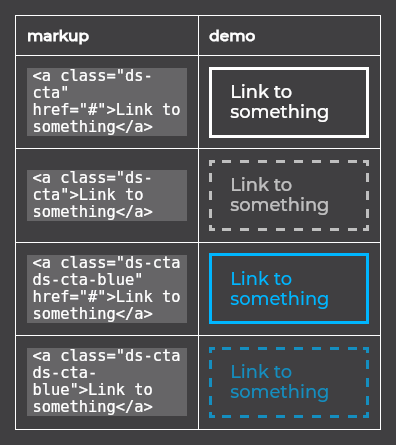 markup demo
<a class="ds-
cta"
href="#">Link to
something</a>
Link to
something
<a class="ds-
cta">Link to
something</a>
Link to
something
<a class="ds-cta
ds-cta-blue"
href="#">Link to
something</a>
Link to
something
<a class="ds-cta
ds-cta-
blue">Link to
something</a>
Link to
something